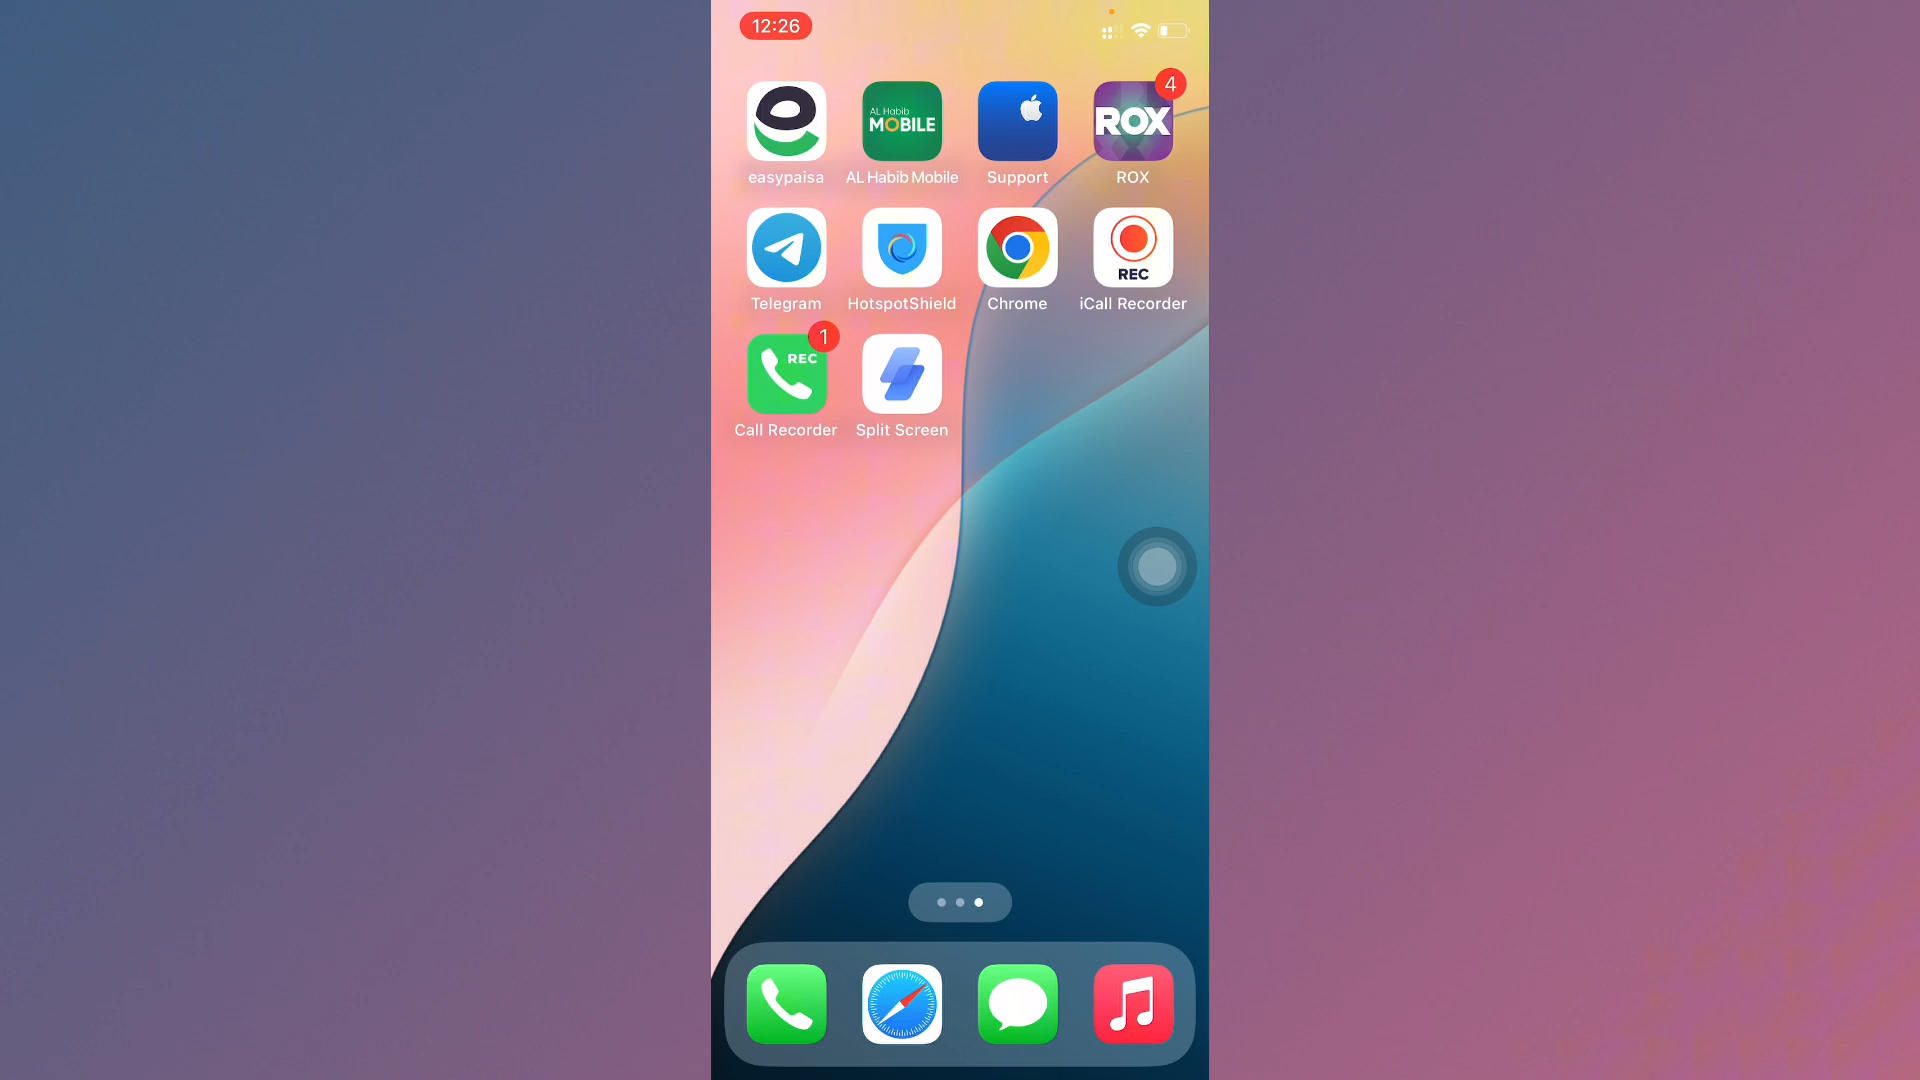 12:26
AL Habib
MOBILE
4
ROX
easypaisa AL Habib Mobile Support ROX
REC
Telegram HotspotShield Chrome iCall Recorder
1
REC
Call Recorder Split Screen